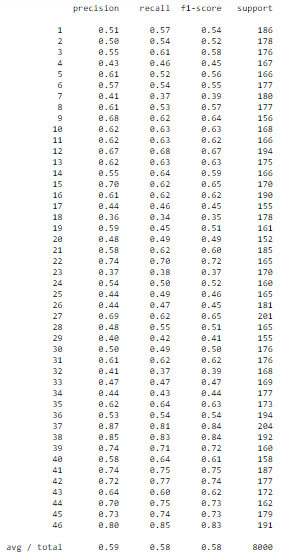 precision recall f1-score support
1 0.51 0.57 0.54 186
2 0.50 0.54 0.52 178
3 0.55 0.61 0.58 176
4 0.43 0.46 0.45 167
5 0.61 0.52 0.56 166
6 0.57 0.54 0.55 177
7 0.41 0.37 0.39 180
8 0.61 0.53 0.57 177
9 0.68 0.62 0.64 156
10 0.62 0.63 0.63 168
11 0.62 0.63 0.62 166
12 0.67 0.68 0.67 194
13 0.62 0.63 0.63 175
14 0.55 0.64 0.59 166
15 0.70 0.62 0.65 170
16 0.61 0.62 0.62 190
17 0.44 0.46 0.45 155
18 0.36 0.34 0.35 178
19 0.59 0.45 0.51 161
20 0.48 0.49 0.49 152
21 0.58 0.62 0.60 185
22 0.74 0.70 0.72 165
23 0.37 0.38 0.37 170
24 0.54 0.50 0.52 160
25 0.44 0.49 0.46 165
26 0.44 0.47 0.45 181
27 0.69 0.62 0.65 201
28 0.48 0.55 0.51 165
29 0.40 0.42 0.41 155
30 0.50 0.49 0.50 176
31 0.61 0.62 0.62 176
32 0.41 0.37 0.39 168
33 0.47 0.47 0.47 169
34 0.44 0.43 0.44 177
35 0.62 0.64 0.63 173
36 0.53 0.54 0.54 194
37 0.87 0.81 0.84 204
38 0.85 0.83 0.84 192
39 0.74 0.71 0.72 160
40 0.58 0.64 0.61 158
41 0.74 0.75 0.75 187
42 0.72 0.77 0.74 177
43 0.64 0.60 0.62 172
44 0.70 0.75 0.73 162
45 0.73 0.74 0.73 179
46 0.80 0.85 0.83 191
avg / total 0.59 0.58 0.58 8000